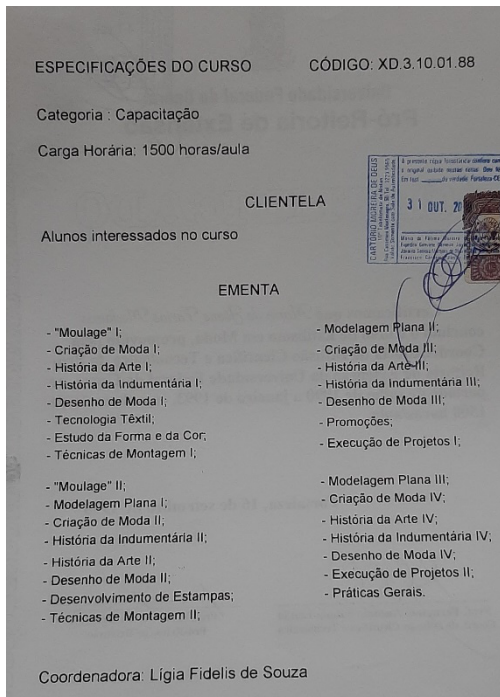 ESPECIFICAÇÕES DO CURSO CÓDIGO: XD.3.10.01.88
Categoria : Capacitação
Carga Horária: 1500 horas/aula
CARTÓRIO MOREIRA DE DEUS
31 OUT. 20
CLIENTELA
Alunos interessados no curso
EMENTA
- "Moulage" I;
- Criação de Moda I;
- História da Arte I;
- História da Indumentária I;
- Desenho de Moda I;
- Tecnologia Têxtil;
- Estudo da Forma e da Cor;
- Técnicas de Montagem I;
- "Moulage" II;
- Modelagem Plana I;
- Criação de Moda II;
- História da Indumentária II;
- História da Arte II;
- Desenho de Moda II;
- Desenvolvimento de Estampas;
- Técnicas de Montagem II;
- Modelagem Plana II;
- Criação de Moda III;
- História da Arte III;
- História da Indumentária III;
- Desenho de Moda III;
- Promoções;
- Execução de Projetos I;
- Modelagem Plana III;
- Criação de Moda IV;
- História da Arte IV;
- História da Indumentária IV;
- Desenho de Moda IV;
- Execução de Projetos II;
- Práticas Gerais.
Coordenadora: Lígia Fidelis de Souza